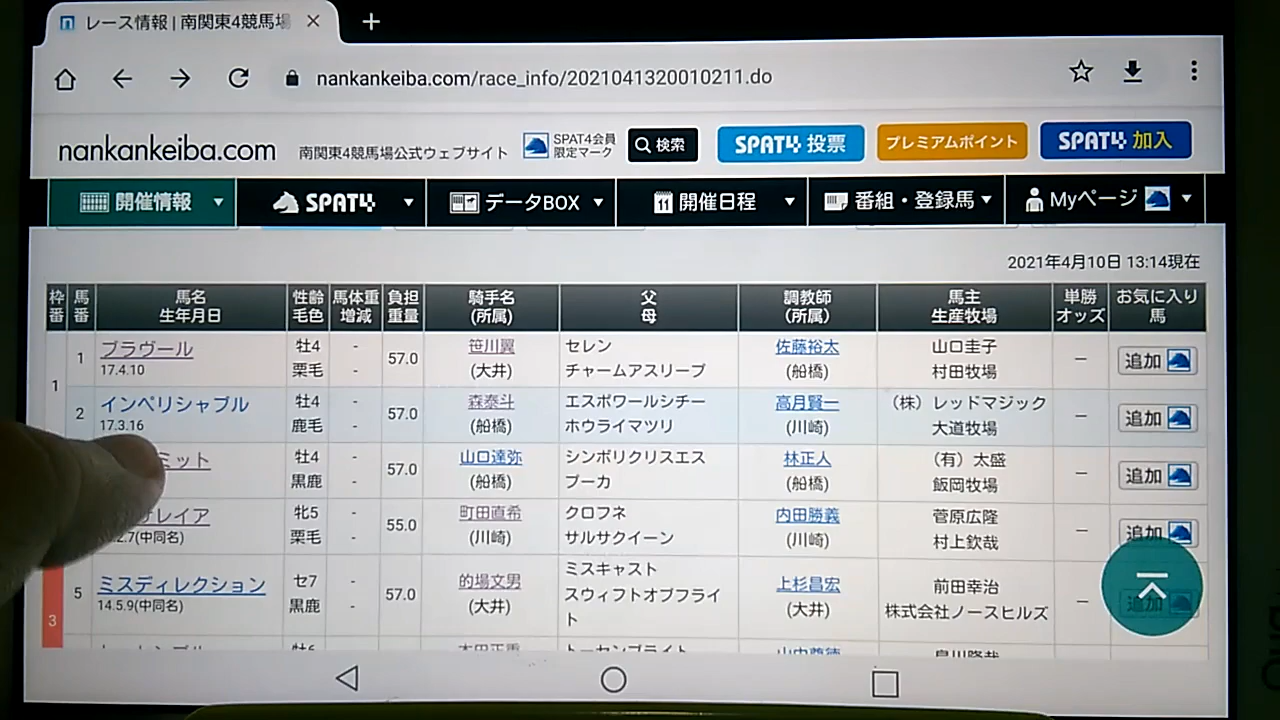 レース情報 | 南関東4競馬場
nankankeiba.com/race_info/2021041320010211.do
nankankeiba.com 南関東4競馬場公式ウェブサイト SPAT4会員 限定マーク 検索 SPAT4 投票 プレミアムポイント SPAT4 加入
開催情報 SPAT4 データBOX 11 開催日程 番組・登録馬 Myページ
2021年4月10日 13:14現在
枠番 馬番 馬名 生年月日 性齢 毛色 馬体重 増減 負担 重量 騎手名 (所属) 父 母 調教師 (所属) 馬主 生産牧場 単勝 オッズ お気に入り 馬
1 1 ブラヴール 牡4 - 57.0 笹川翼 セレン 佐藤裕太 山口圭子 - 追加
17.4.10 栗毛 - (大井) チャームアスリープ (船橋) 村田牧場
2 インペリシャブル 牡4 - 57.0 森泰斗 エスポワールシチー 高月賢一 (株)レッドマジック - 追加
17.3.16 鹿毛 - (船橋) ホウライマツリ (川崎) 大道牧場
ミット 牡4 - 57.0 山口達弥 シンボリクリスエス 林正人 (有)太盛 - 追加
黒鹿 - (船橋) プーカ (船橋) 飯岡牧場
サレイア 牝5 - 55.0 町田直希 クロフネ 内田勝義 菅原広隆 - 追加
2.7(中同名) 栗毛 - (川崎) サルサクイーン (川崎) 村上欽哉
3 5 ミスディレクション セ7 - 57.0 的場文男 ミスキャスト 上杉昌宏 前田幸治 - 追加
14.5.9(中同名) 黒鹿 - (大井) スウィフトオブフライト (大井) 株式会社ノースヒルズ